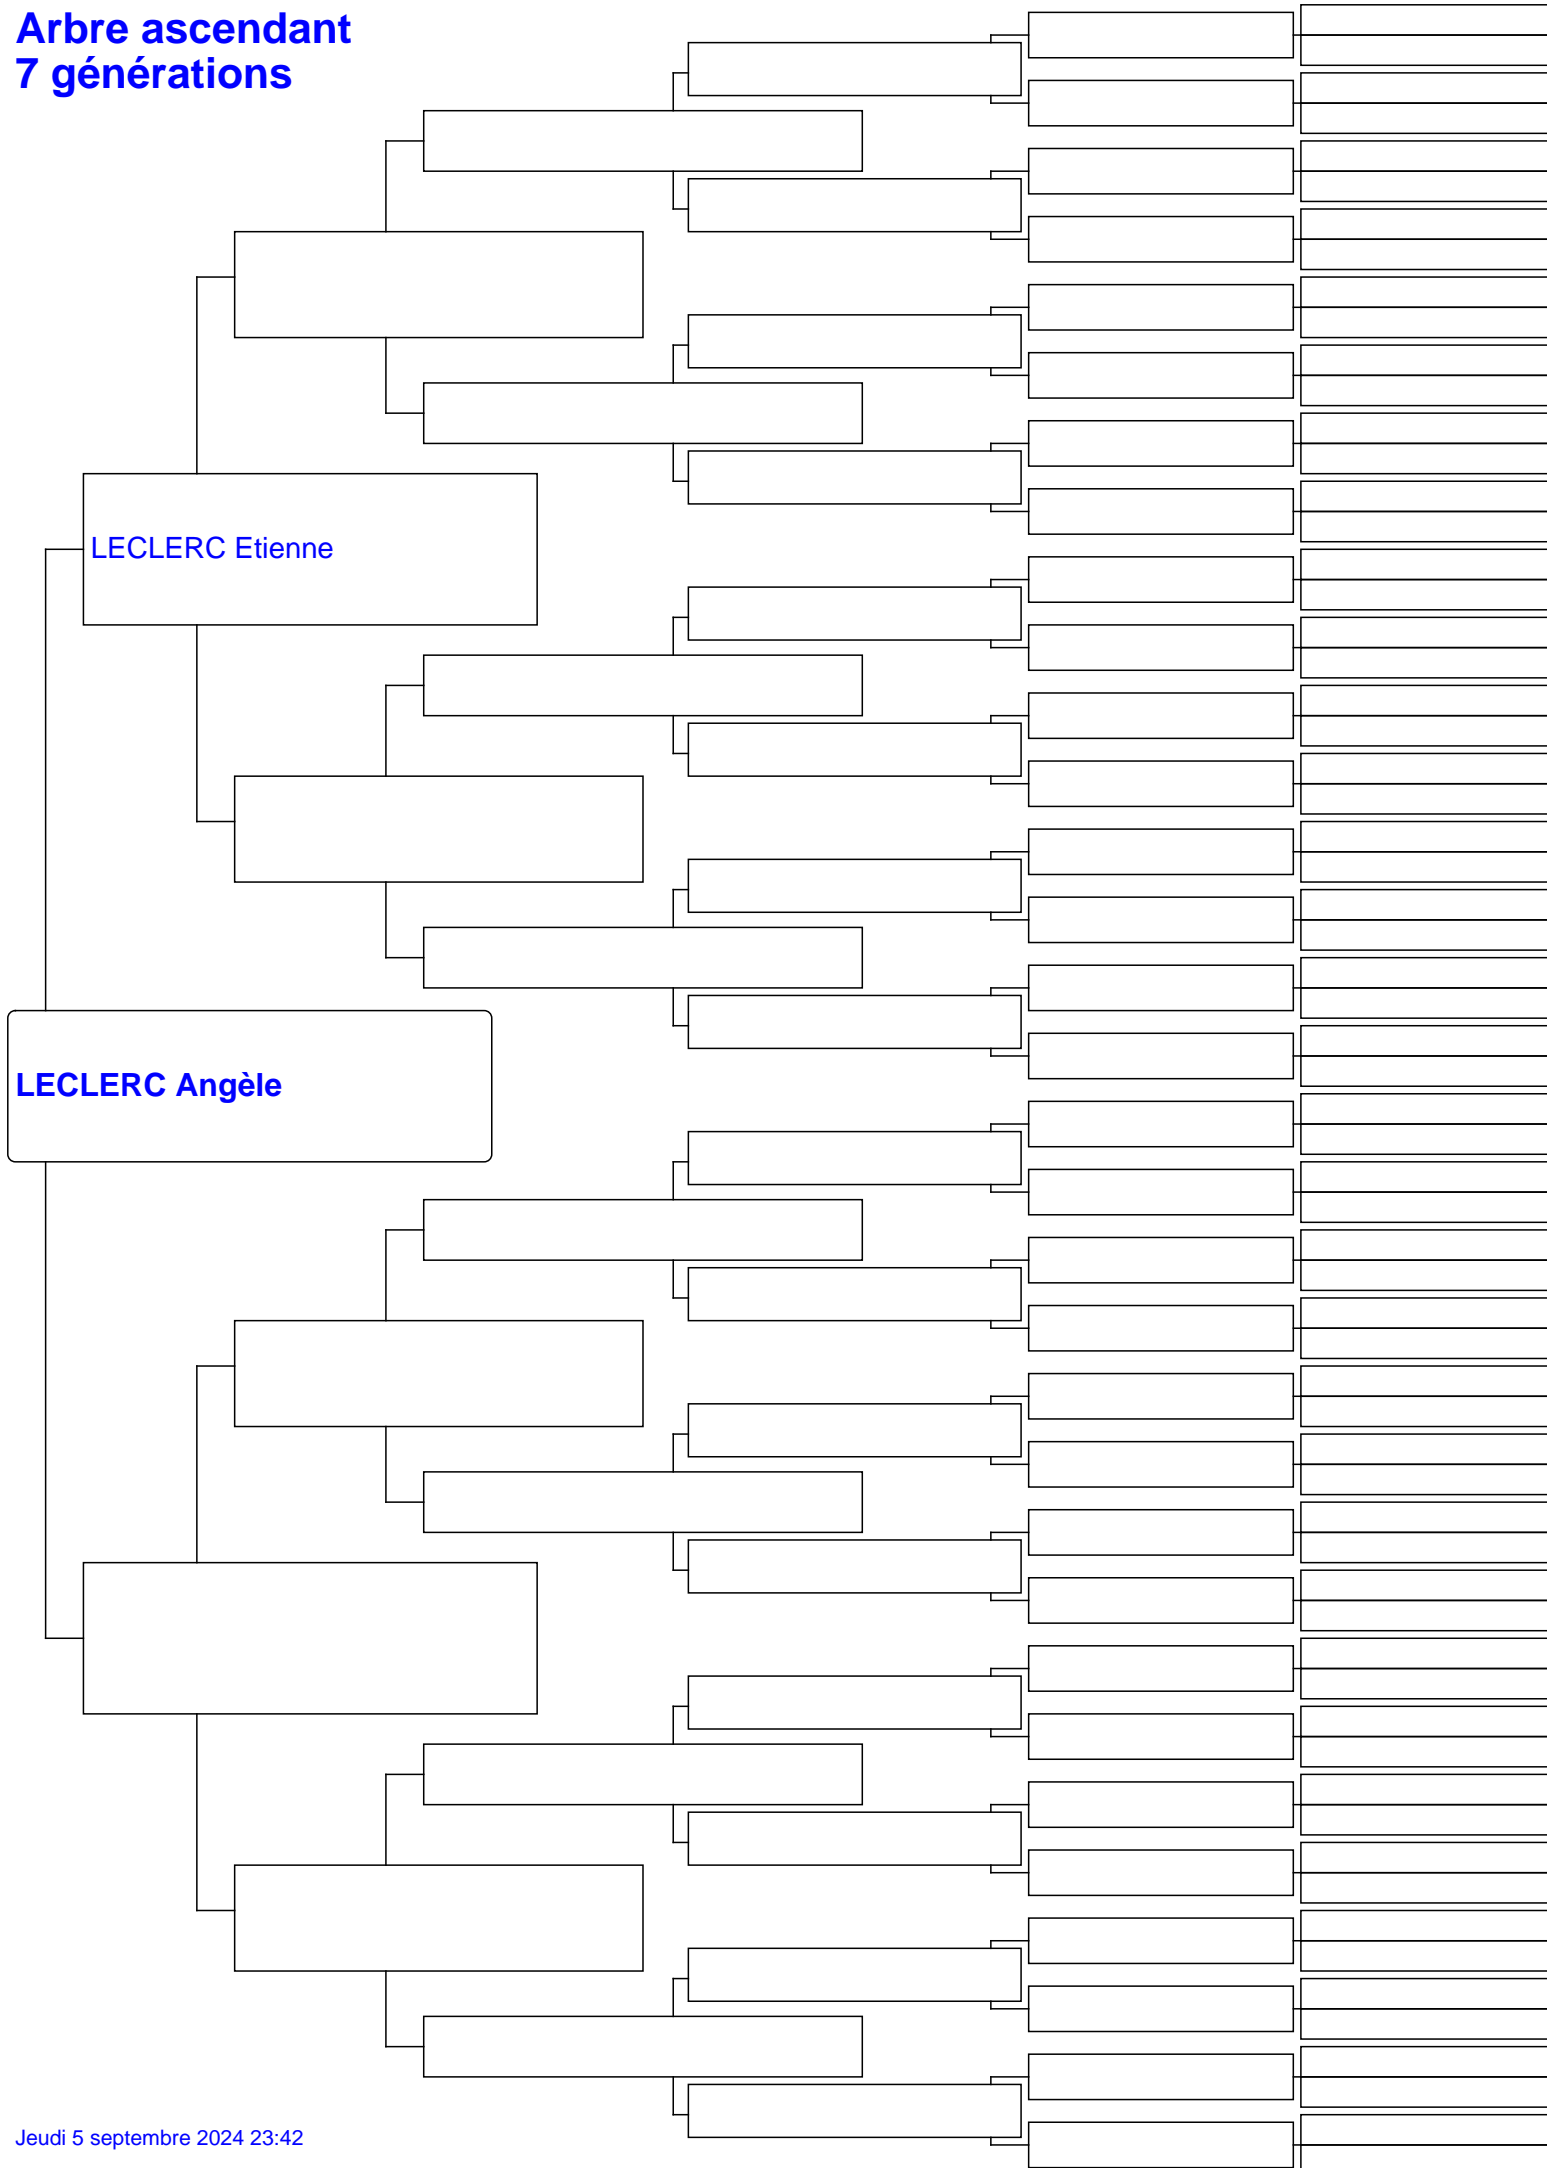 Arbre ascendant
7 générations
LECLERC Etienne
LECLERC Angèle
Jeudi 5 septembre 2024 23:42